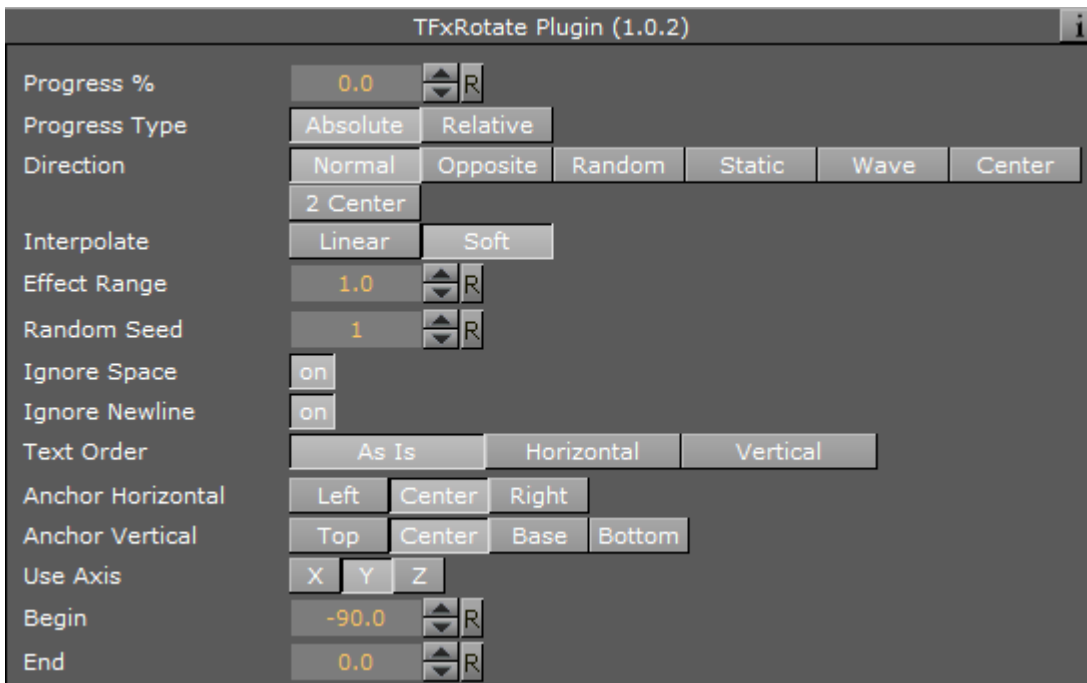 TFxRotate Plugin (1.0.2) i
Progress % 0.0 R
Progress Type Absolute Relative
Direction Normal Opposite Random Static Wave Center
2 Center
Interpolate Linear Soft
Effect Range 1.0 R
Random Seed 1 R
Ignore Space on
Ignore Newline on
Text Order As Is Horizontal Vertical
Anchor Horizontal Left Center Right
Anchor Vertical Top Center Base Bottom
Use Axis X Y Z
Begin -90.0 R
End 0.0 R